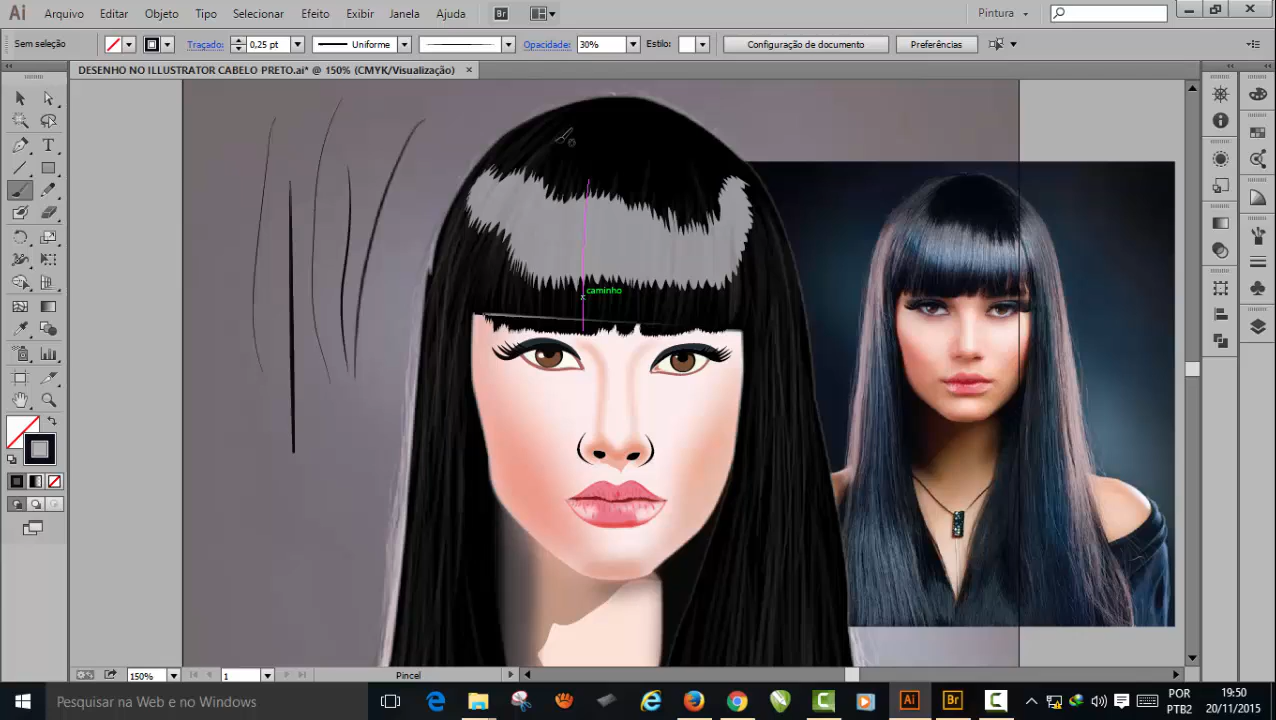 Ai
Arquivo Editar Objeto Tipo Selecionar Efeito Exibir Janela Ajuda
Br
Pintura
Sem seleção
Traçado:
0,25 pt
Uniforme
Opacidade:
30%
Estilo:
Configuração de documento
Preferências
DESENHO NO ILLUSTRATOR CABELO PRETO.ai* @ 150% (CMYK/Visualização)
T
caminho
150%
1
Pincel
Pesquisar na Web e no Windows
Ai
Br
POR
PTB2
19:50
20/11/2015